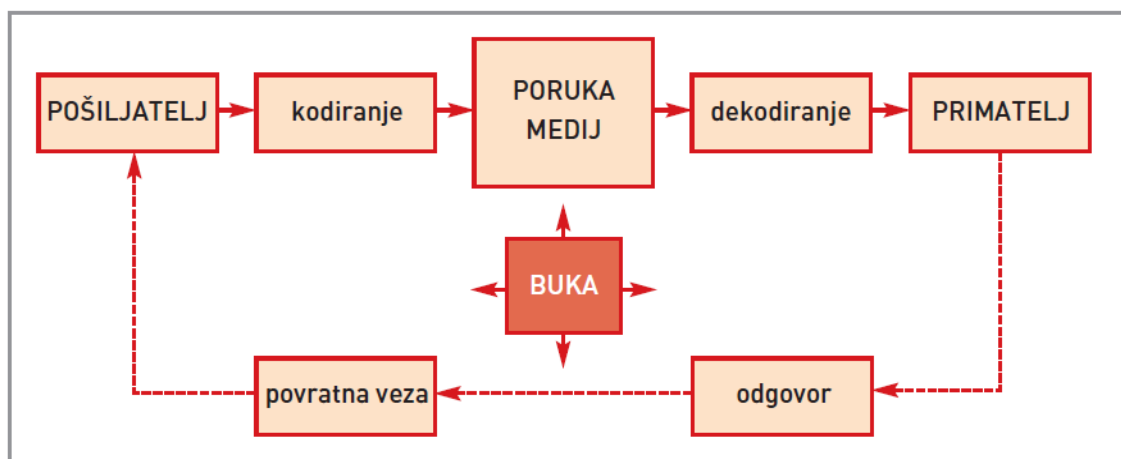 POŠILJATELJ
kodiranje
PORUKA
MEDIJ
dekodiranje
PRIMATELJ
BUKA
povratna veza
odgovor